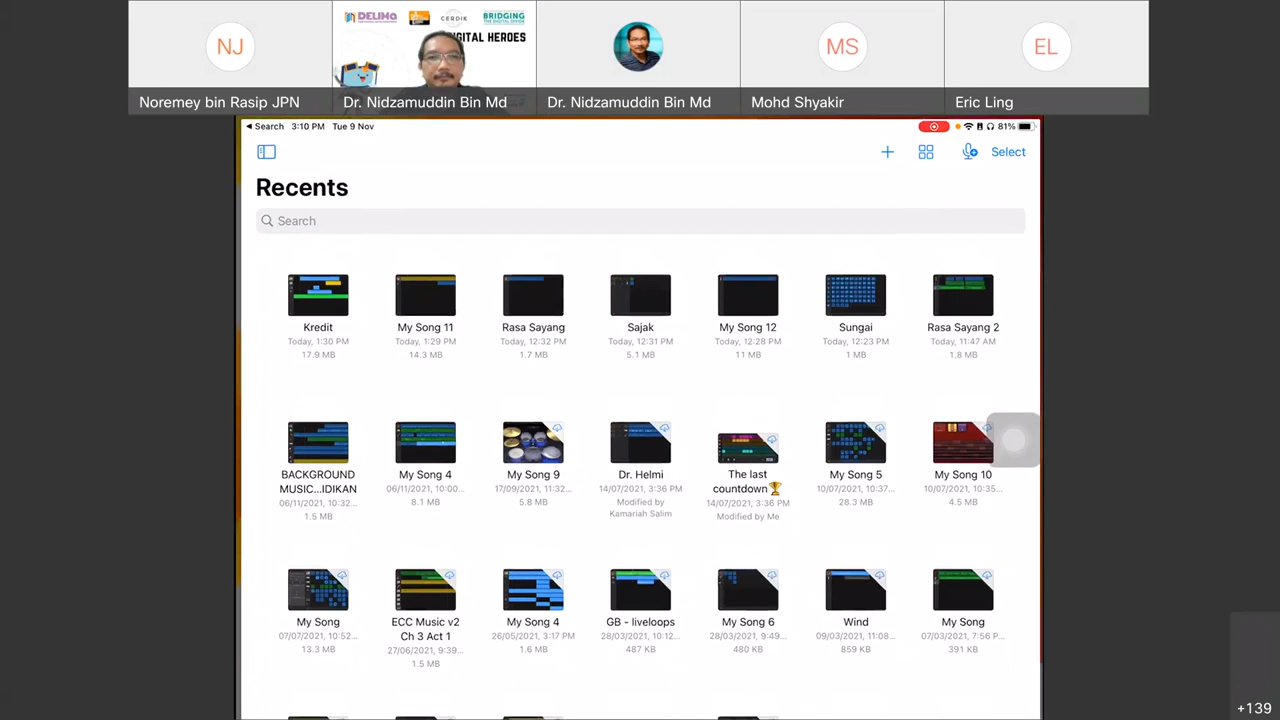 NJ
DELIMa
CERDIK
BRIDGING
THE DIGITAL DIVIDE
IGITAL HEROES
MS
EL
Noremey bin Rasip JPN
Dr. Nidzamuddin Bin Md
Dr. Nidzamuddin Bin Md
Mohd Shyakir
Eric Ling
Search 3:10 PM Tue 9 Nov
81%
Select
Recents
Search
Kredit
Today, 1:30 PM
17.9 MB
My Song 11
Today, 1:29 PM
14.3 MB
Rasa Sayang
Today, 12:32 PM
1.7 MB
Sajak
Today, 12:31 PM
5.1 MB
My Song 12
Today, 12:28 PM
11 MB
Sungai
Today, 12:23 PM
1 MB
Rasa Sayang 2
Today, 11:47 AM
1.8 MB
BACKGROUND
MUSIC...IDIKAN
06/11/2021, 10:32...
1.5 MB
My Song 4
06/11/2021, 10:00...
8.1 MB
My Song 9
17/09/2021, 11:32...
5.8 MB
Dr. Helmi
14/07/2021, 3:36 PM
Modified by
Kamariah Salim
The last
countdown🏆
14/07/2021, 3:36 PM
Modified by Me
My Song 5
10/07/2021, 10:37...
28.3 MB
My Song 10
10/07/2021, 10:35...
4.5 MB
My Song
07/07/2021, 10:52...
13.3 MB
ECC Music v2
Ch 3 Act 1
27/06/2021, 9:39...
1.5 MB
My Song 4
26/05/2021, 3:17 PM
1.6 MB
GB - liveloops
28/03/2021, 10:12...
487 KB
My Song 6
28/03/2021, 9:49...
480 KB
Wind
09/03/2021, 11:08...
859 KB
My Song
07/03/2021, 7:56 P...
391 KB
+139